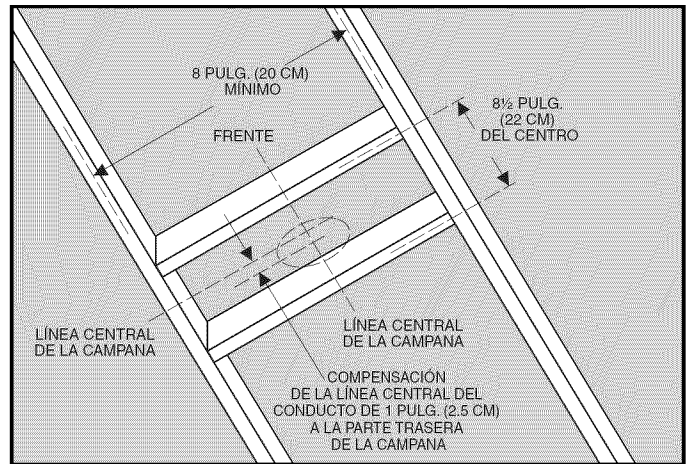 8 PULG. (20 CM)
MÍNIMO
8½ PULG.
(22 CM)
DEL CENTRO
FRENTE
LÍNEA CENTRAL
DE LA CAMPANA
LÍNEA CENTRAL
DE LA CAMPANA
COMPENSACIÓN
DE LA LÍNEA CENTRAL DEL
CONDUCTO DE 1 PULG. (2.5 CM)
A LA PARTE TRASERA
DE LA CAMPANA